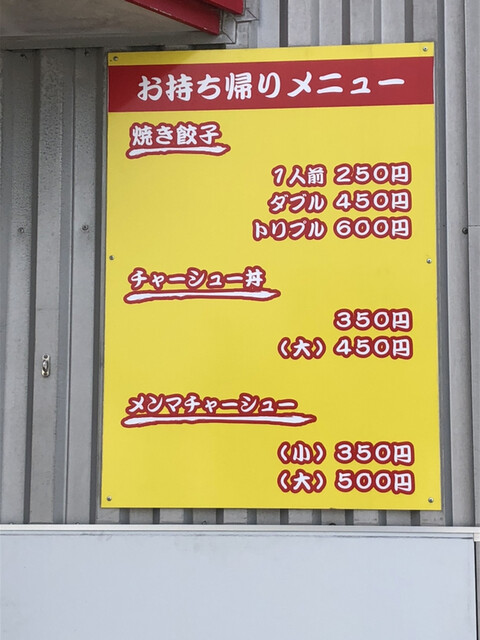 お持ち帰りメニュー
焼き餃子
1人前 250円
ダブル 450円
トリプル 600円
チャーシュー丼
350円
(大) 450円
メンマチャーシュー
(小) 350円
(大) 500円